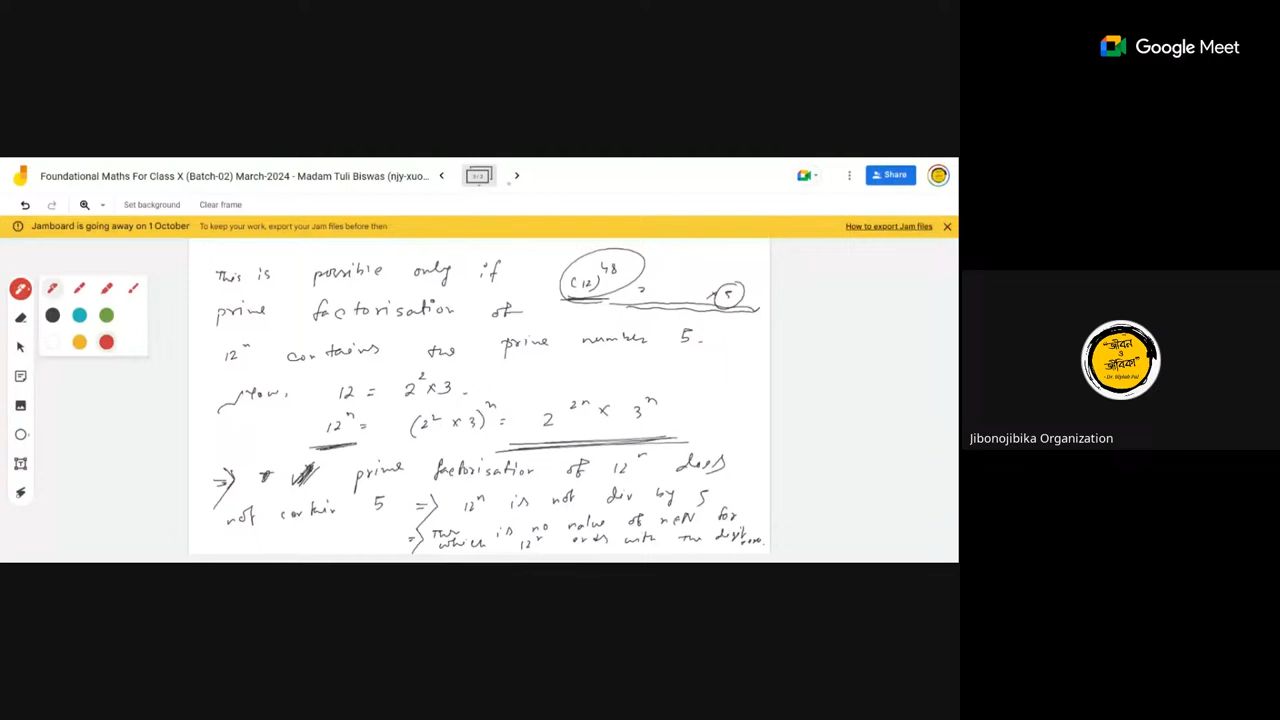 Google Meet
Foundational Maths For Class X (Batch-02) March-2024 - Madam Tuli Biswas (njy-xuo...
3/3
Share
Set background
Clear frame
Jamboard is going away on 1 October
To keep your work, export your Jam files before then
How to export Jam files
This is possible only if
(12)^48
5
prime factorisation of
12^n contains the prime number 5.
Now, 12 = 2^2 × 3.
12^n = (2^2 × 3)^n = 2^2n × 3^n
⇒ prime factorisation of 12^n does
not contain 5 ⇒ 12^n is not div by 5
⇒ There is no value of n∈N for
which 12^n ends with the digit zero.
"জীবন
ও
জীবিকা"
Jibonojibika Organization